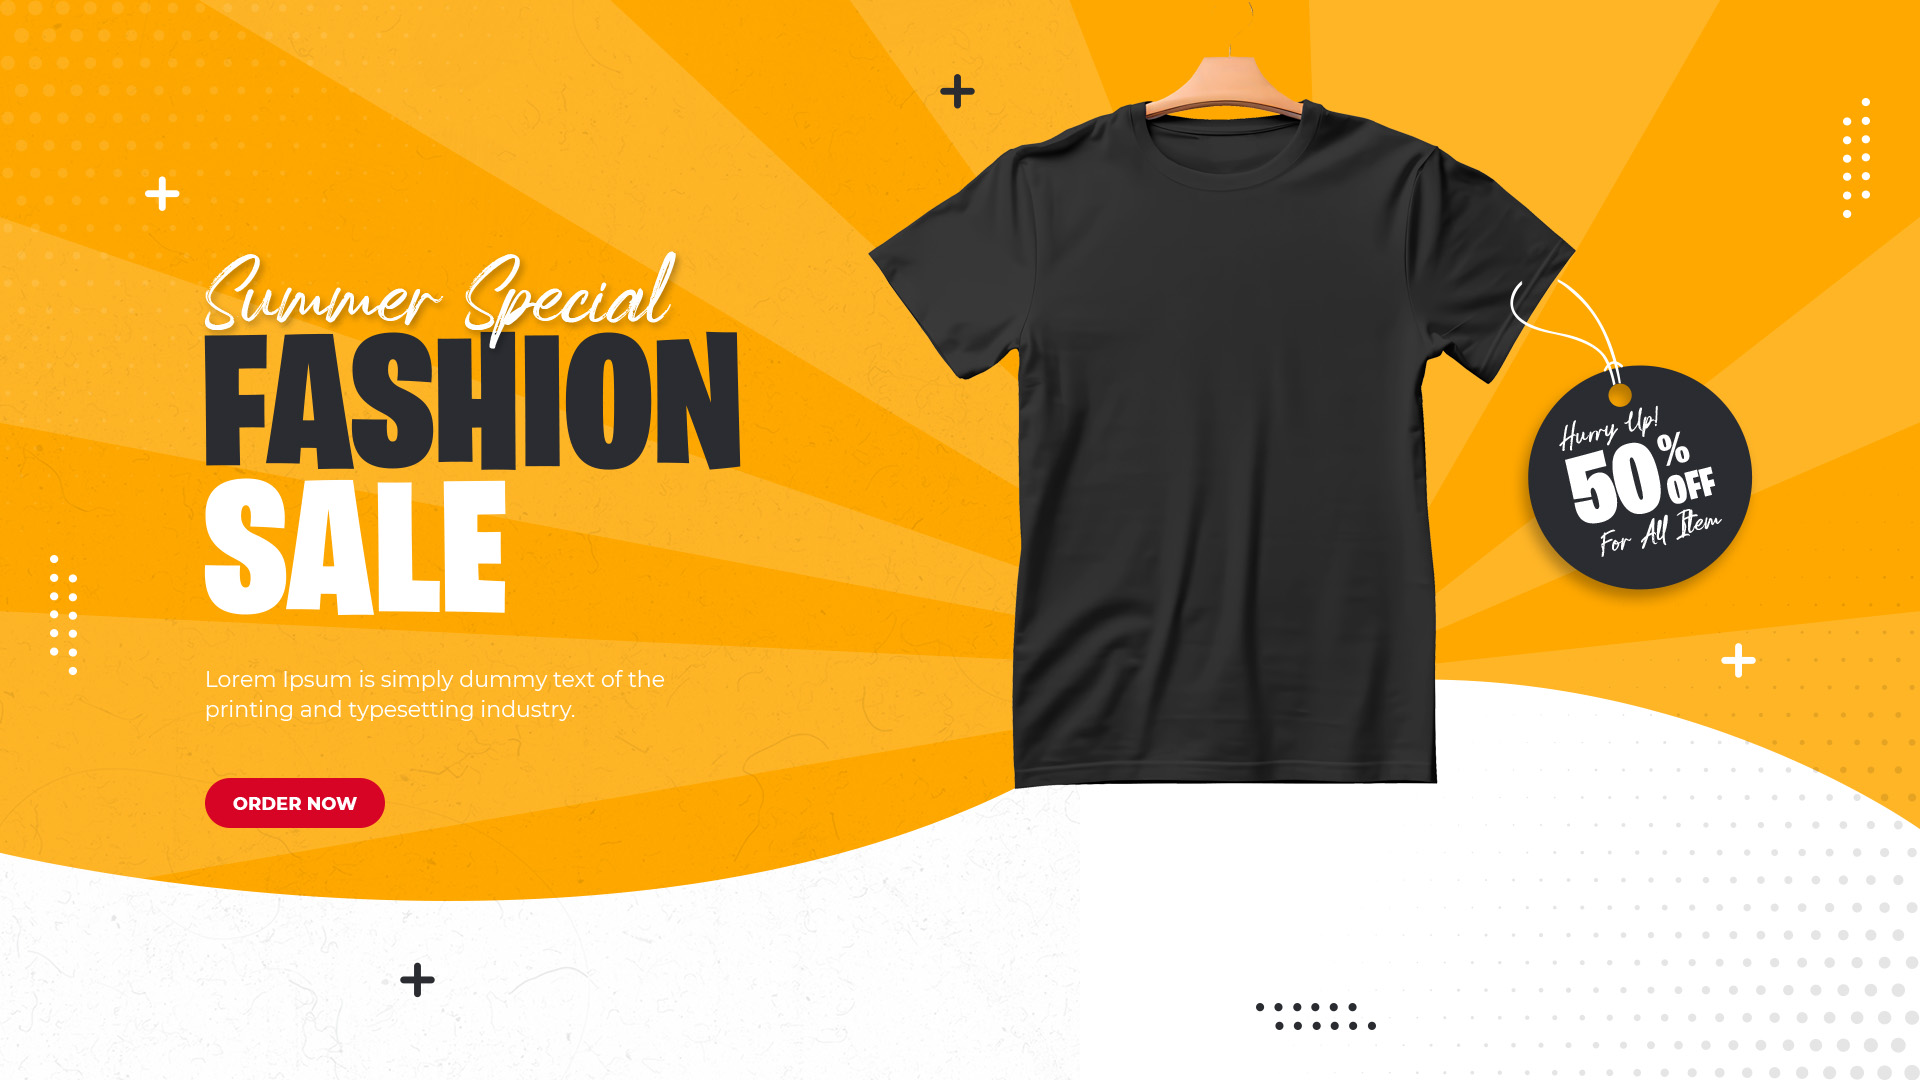 Summer Special
FASHION
SALE
Lorem Ipsum is simply dummy text of the
printing and typesetting industry.
ORDER NOW
Hurry Up!
50% OFF
For All Item